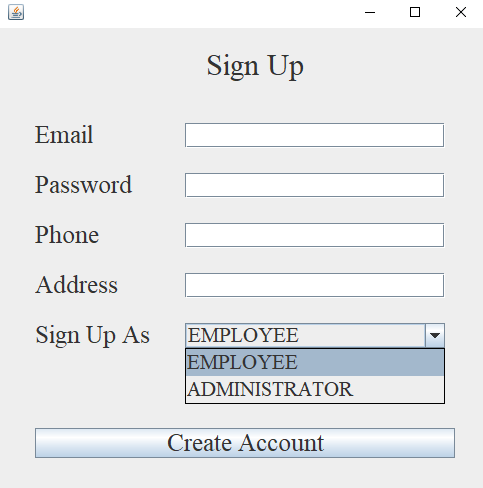 Sign Up
Email
Password
Phone
Address
Sign Up As EMPLOYEE
EMPLOYEE
ADMINISTRATOR
Create Account